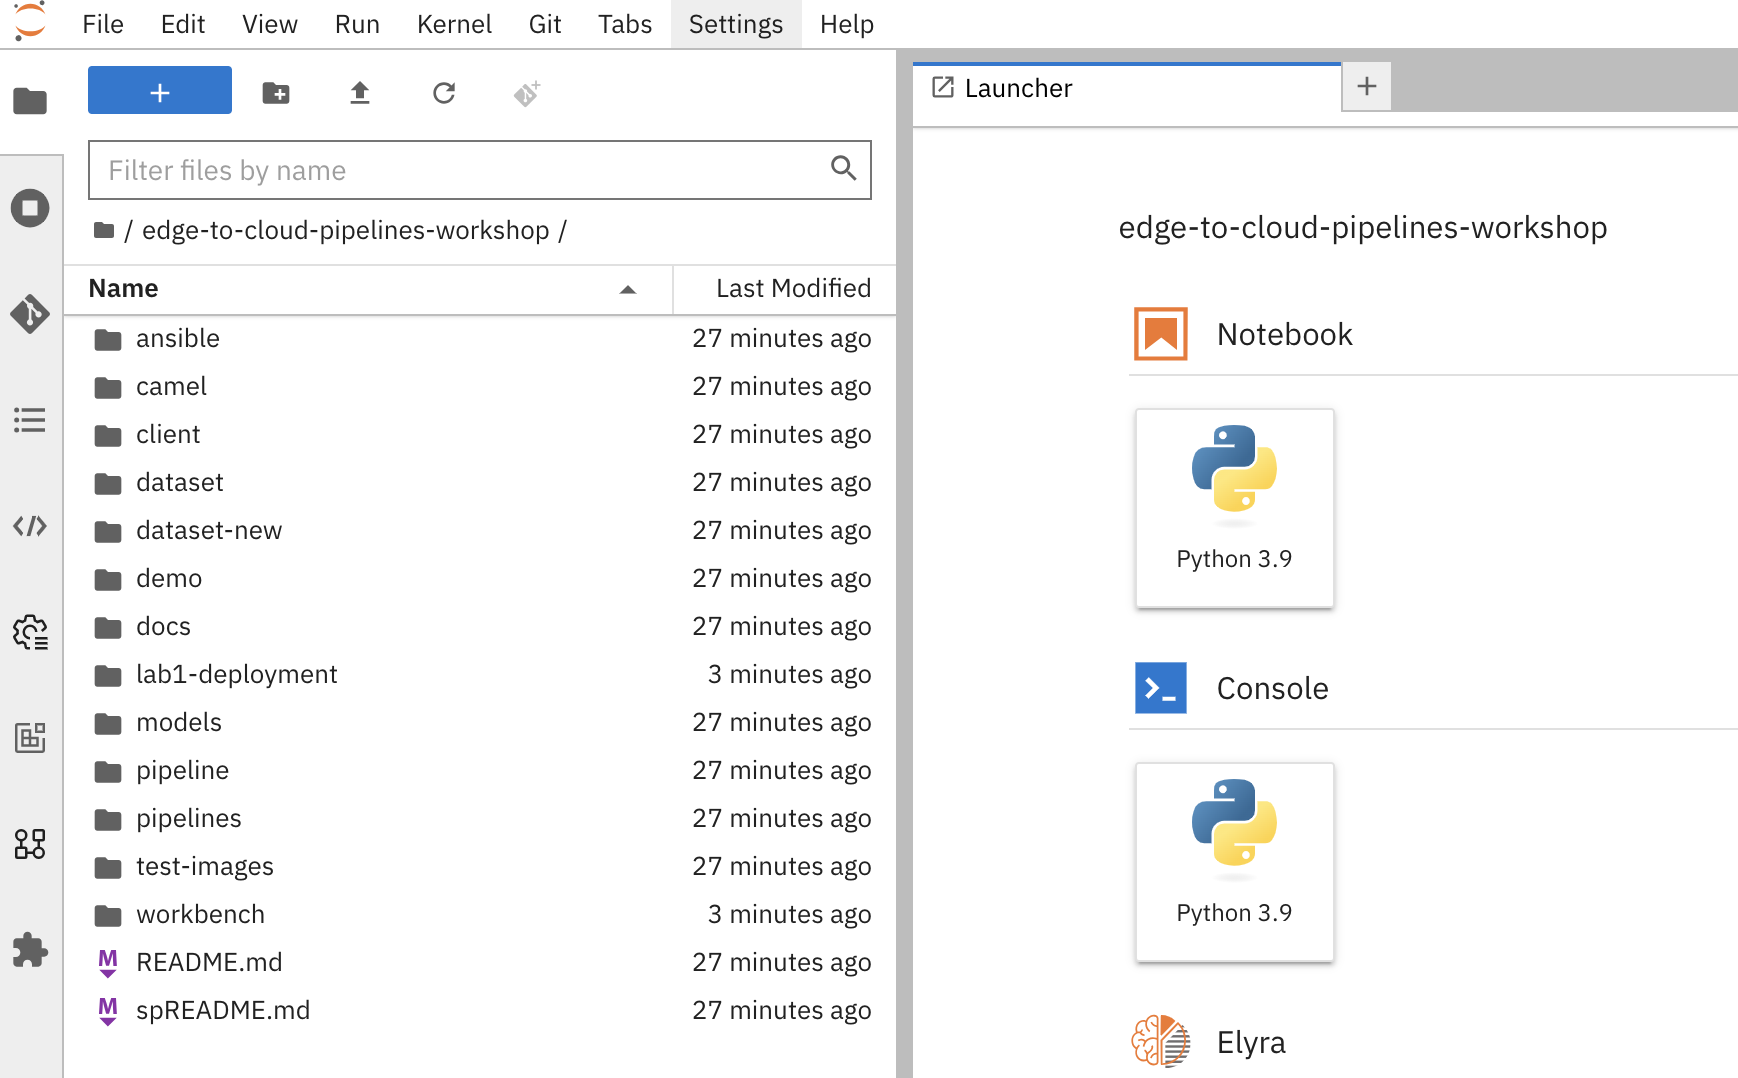 File Edit View Run Kernel Git Tabs Settings Help
Launcher
Filter files by name
/ edge-to-cloud-pipelines-workshop /
Name Last Modified
ansible 27 minutes ago
camel 27 minutes ago
client 27 minutes ago
dataset 27 minutes ago
dataset-new 27 minutes ago
demo 27 minutes ago
docs 27 minutes ago
lab1-deployment 3 minutes ago
models 27 minutes ago
pipeline 27 minutes ago
pipelines 27 minutes ago
test-images 27 minutes ago
workbench 3 minutes ago
README.md 27 minutes ago
spREADME.md 27 minutes ago
edge-to-cloud-pipelines-workshop
Notebook
Python 3.9
Console
Python 3.9
Elyra